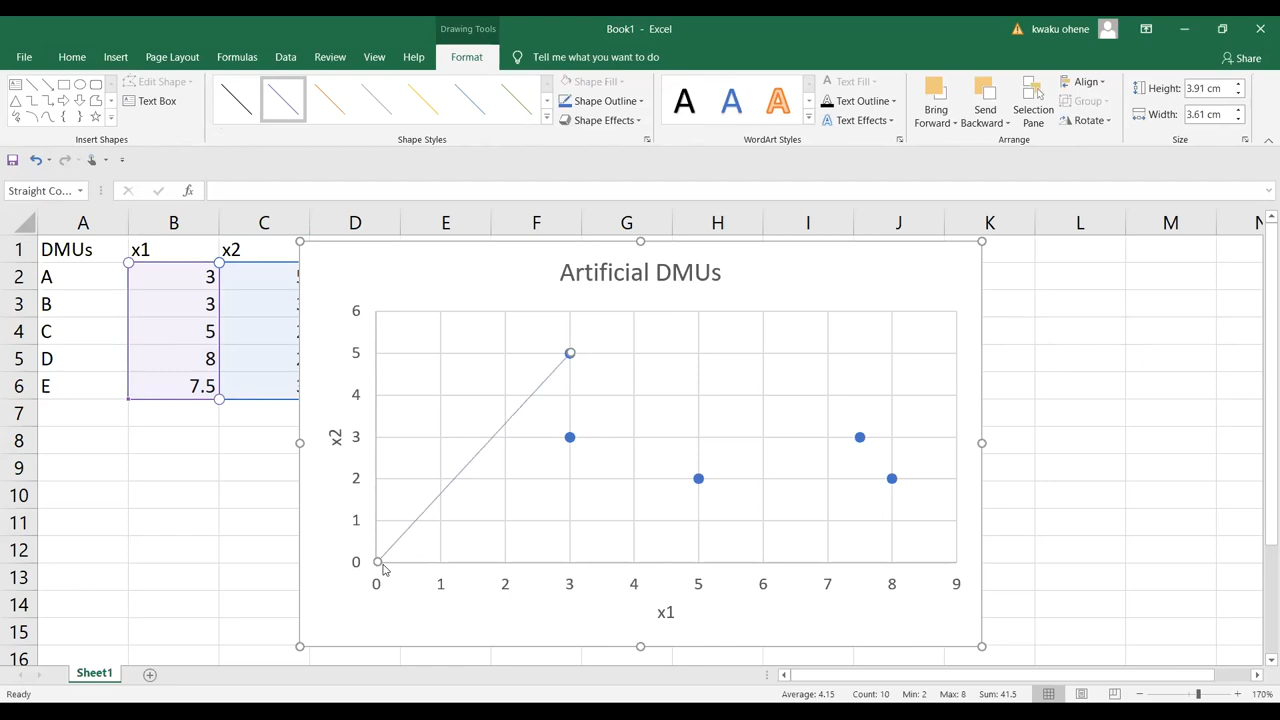 Drawing Tools
Book1 - Excel
kwaku ohene
File Home Insert Page Layout Formulas Data Review View Help Format Tell me what you want to do Share
Edit Shape
Text Box
Insert Shapes
Shape Fill
Shape Outline
Shape Effects
Shape Styles
A A A
Text Fill
Text Outline
Text Effects
WordArt Styles
Bring Forward
Send Backward
Selection Pane
Align
Group
Rotate
Arrange
Height: 3.91 cm
Width: 3.61 cm
Size
Straight Co... fx
A B C D E F G H I J K L M N
1 DMUs x1 x2
2 A 3 5
3 B 3
4 C 5
5 D 8
6 E 7.5
7
8
9
10
11
12
13
14
15
16
Artificial DMUs
6
5
4
3
2
1
0
x2
0 1 2 3 4 5 6 7 8 9
x1
Sheet1
Ready Average: 4.15 Count: 10 Min: 2 Max: 8 Sum: 41.5 170%